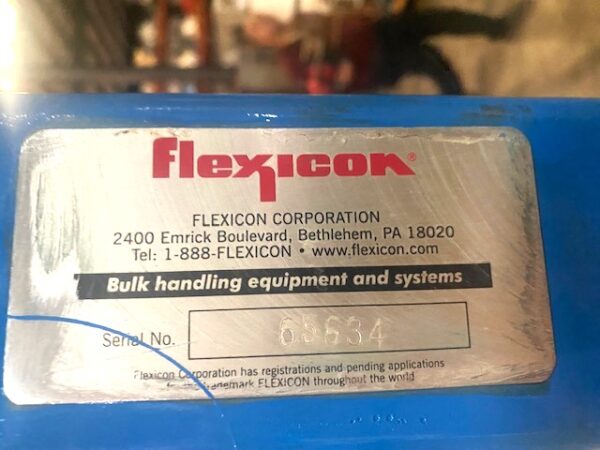 flexicon®
FLEXICON CORPORATION
2400 Emrick Boulevard, Bethlehem, PA 18020
Tel: 1-888-FLEXICON • www.flexicon.com
Bulk handling equipment and systems
Serial No. 65634
Flexicon Corporation has registrations and pending applications
trademark FLEXICON throughout the world